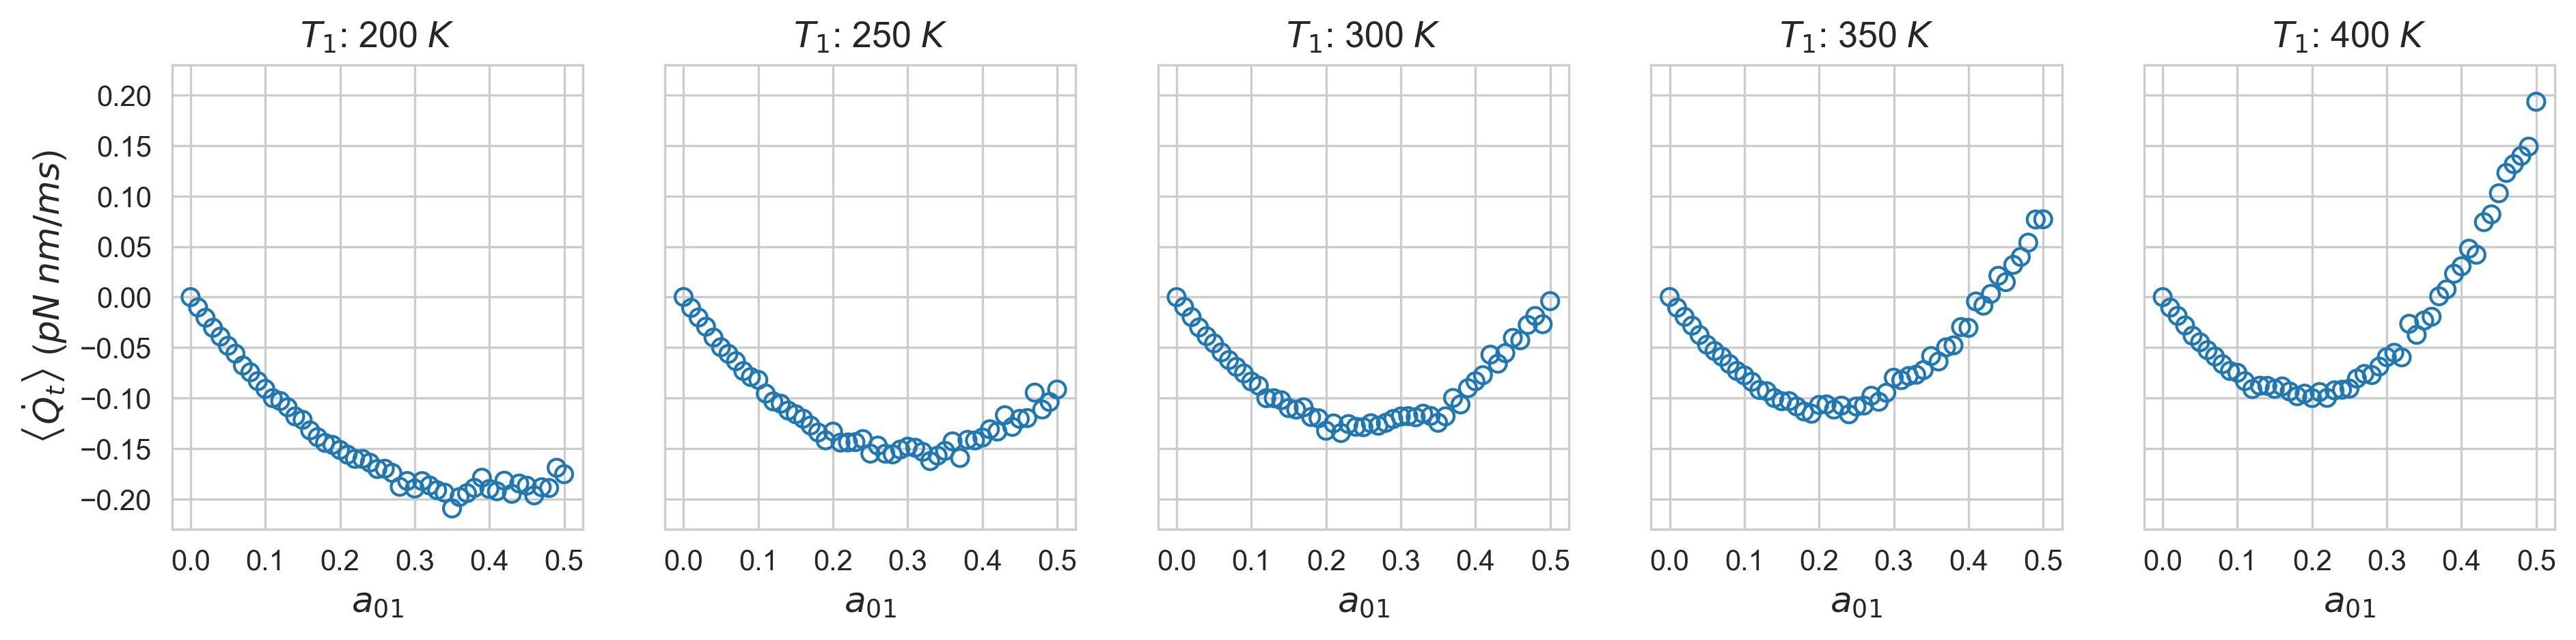 T₁: 200 K
T₁: 250 K
T₁: 300 K
T₁: 350 K
T₁: 400 K
⟨Q̇ₜ⟩ (pN nm/ms)
0.20
0.15
0.10
0.05
0.00
−0.05
−0.10
−0.15
−0.20
0.0 0.1 0.2 0.3 0.4 0.5
0.0 0.1 0.2 0.3 0.4 0.5
0.0 0.1 0.2 0.3 0.4 0.5
0.0 0.1 0.2 0.3 0.4 0.5
0.0 0.1 0.2 0.3 0.4 0.5
a₀₁
a₀₁
a₀₁
a₀₁
a₀₁